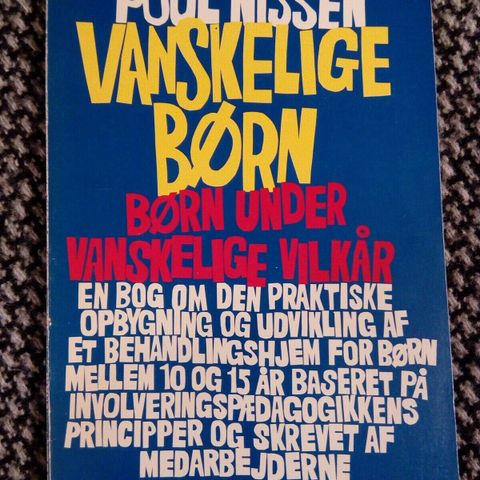 POUL NISSEN
VANSKELIGE
BØRN
BØRN UNDER
VANSKELIGE VILKÅR
EN BOG OM DEN PRAKTISKE
OPBYGNING OG UDVIKLING AF
ET BEHANDLINGSHJEM FOR BØRN
MELLEM 10 OG 15 ÅR BASERET PÅ
INVOLVERINGSPÆDAGOGIKKENS
PRINCIPPER OG SKREVET AF
MEDARBEJDERNE